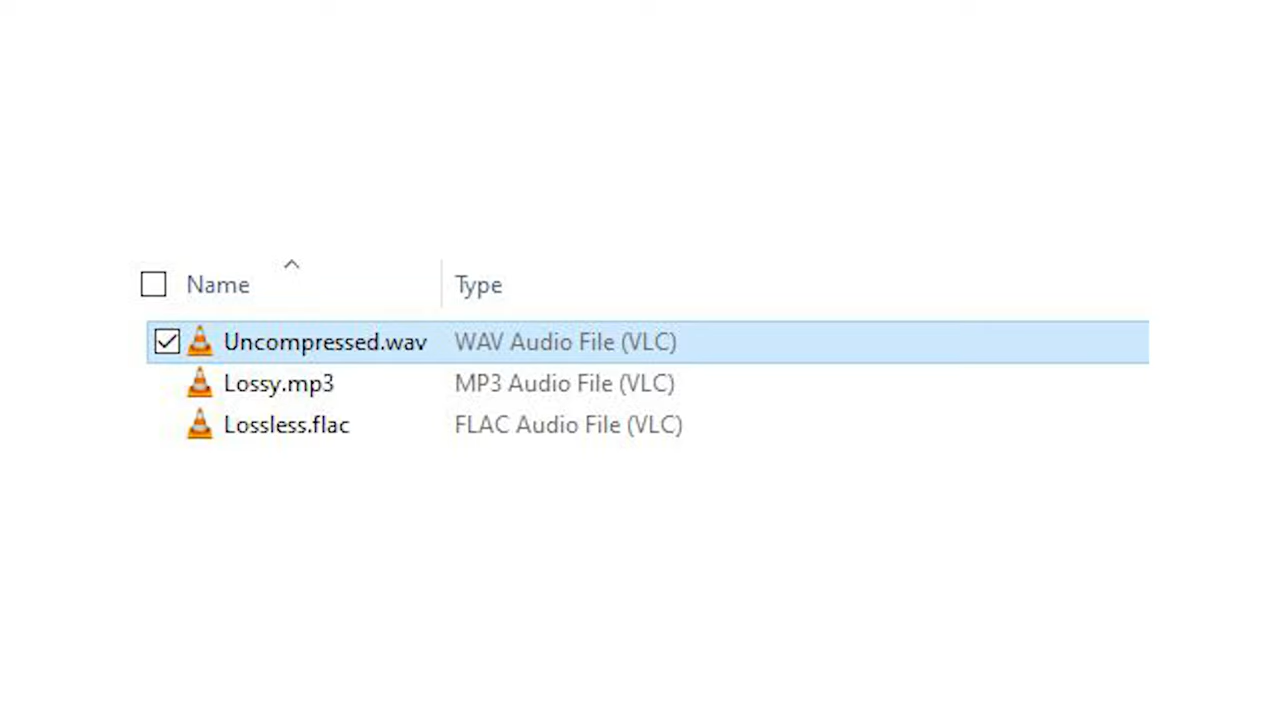 Name Type
Uncompressed.wav WAV Audio File (VLC)
Lossy.mp3 MP3 Audio File (VLC)
Lossless.flac FLAC Audio File (VLC)